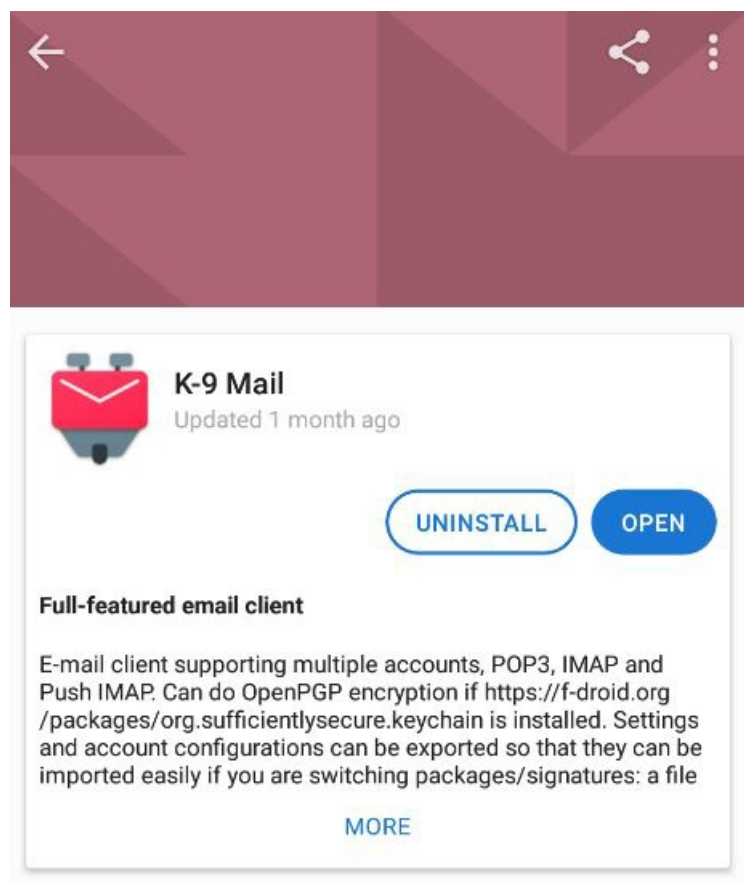 K-9 Mail
Updated 1 month ago
UNINSTALL
OPEN
Full-featured email client
E-mail client supporting multiple accounts, POP3, IMAP and
Push IMAP. Can do OpenPGP encryption if https://f-droid.org
/packages/org.sufficientlysecure.keychain is installed. Settings
and account configurations can be exported so that they can be
imported easily if you are switching packages/signatures: a file
MORE